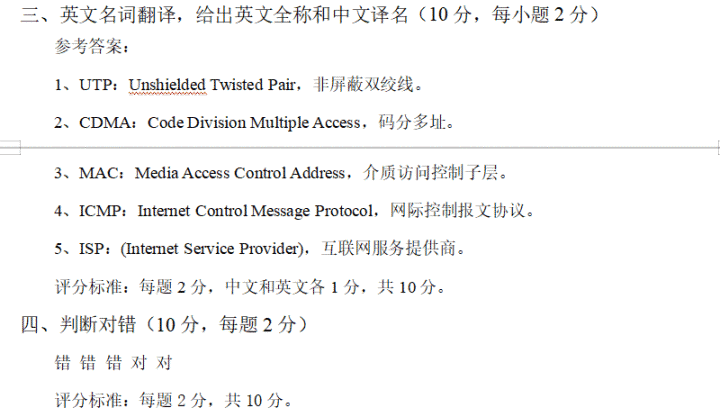 三、英文名词翻译，给出英文全称和中文译名（10 分，每小题 2 分）
参考答案：
1、UTP：Unshielded Twisted Pair，非屏蔽双绞线。
2、CDMA：Code Division Multiple Access，码分多址。
3、MAC：Media Access Control Address，介质访问控制子层。
4、ICMP：Internet Control Message Protocol，网际控制报文协议。
5、ISP：(Internet Service Provider)，互联网服务提供商。
评分标准：每题 2 分，中文和英文各 1 分，共 10 分。
四、判断对错（10 分，每题 2 分）
错 错 错 对 对
评分标准：每题 2 分，共 10 分。